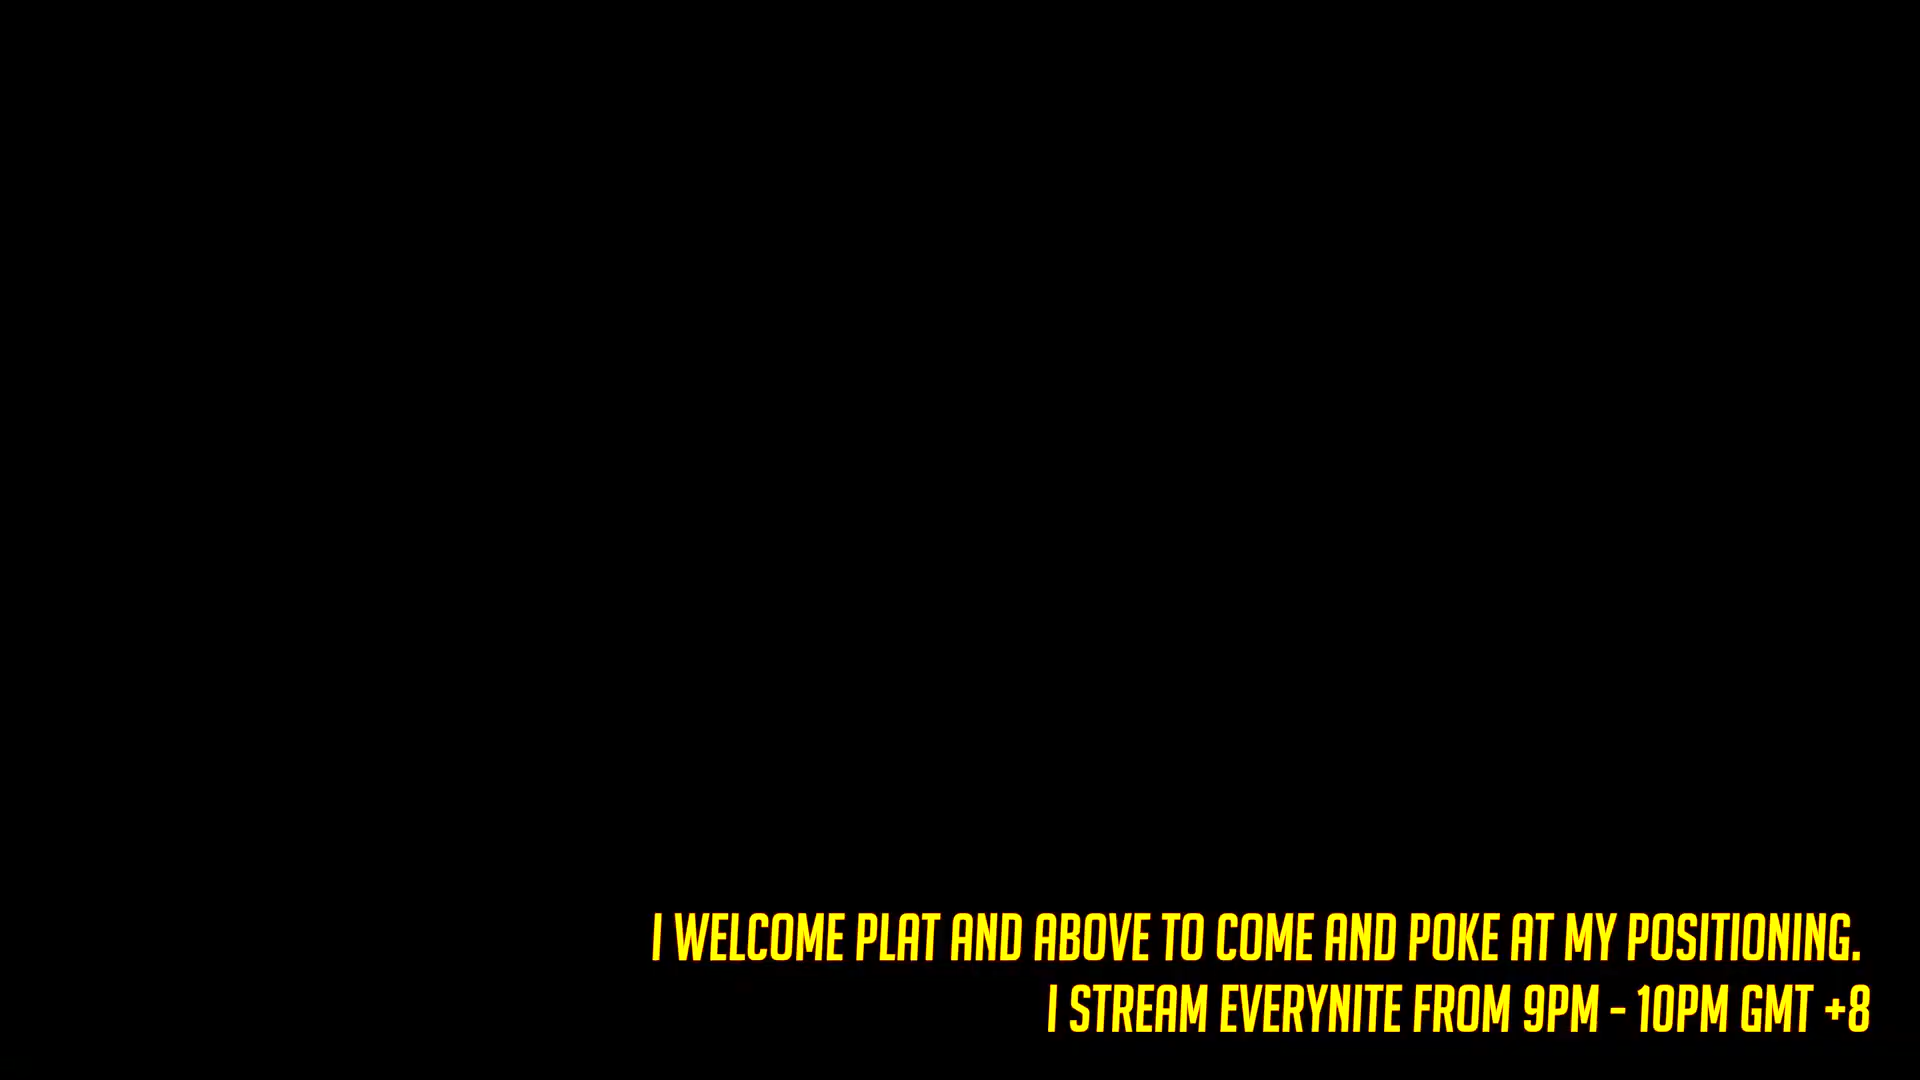 I WELCOME PLAT AND ABOVE TO COME AND POKE AT MY POSITIONING.
I STREAM EVERYNITE FROM 9PM - 10PM GMT +8